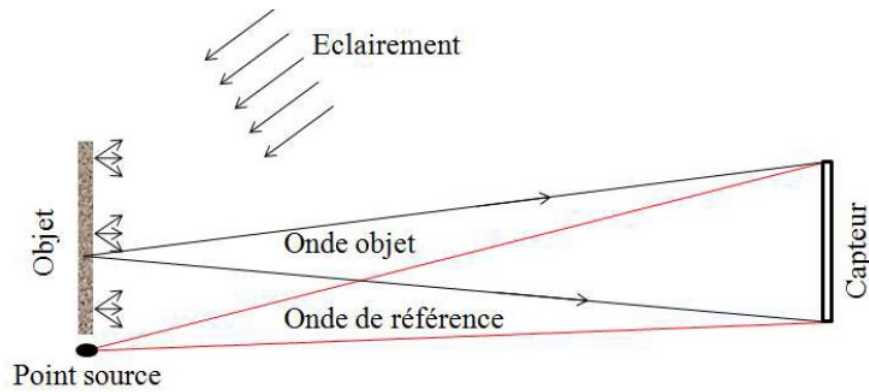 Eclairement
Objet
Onde objet
Capteur
Onde de référence
Point source